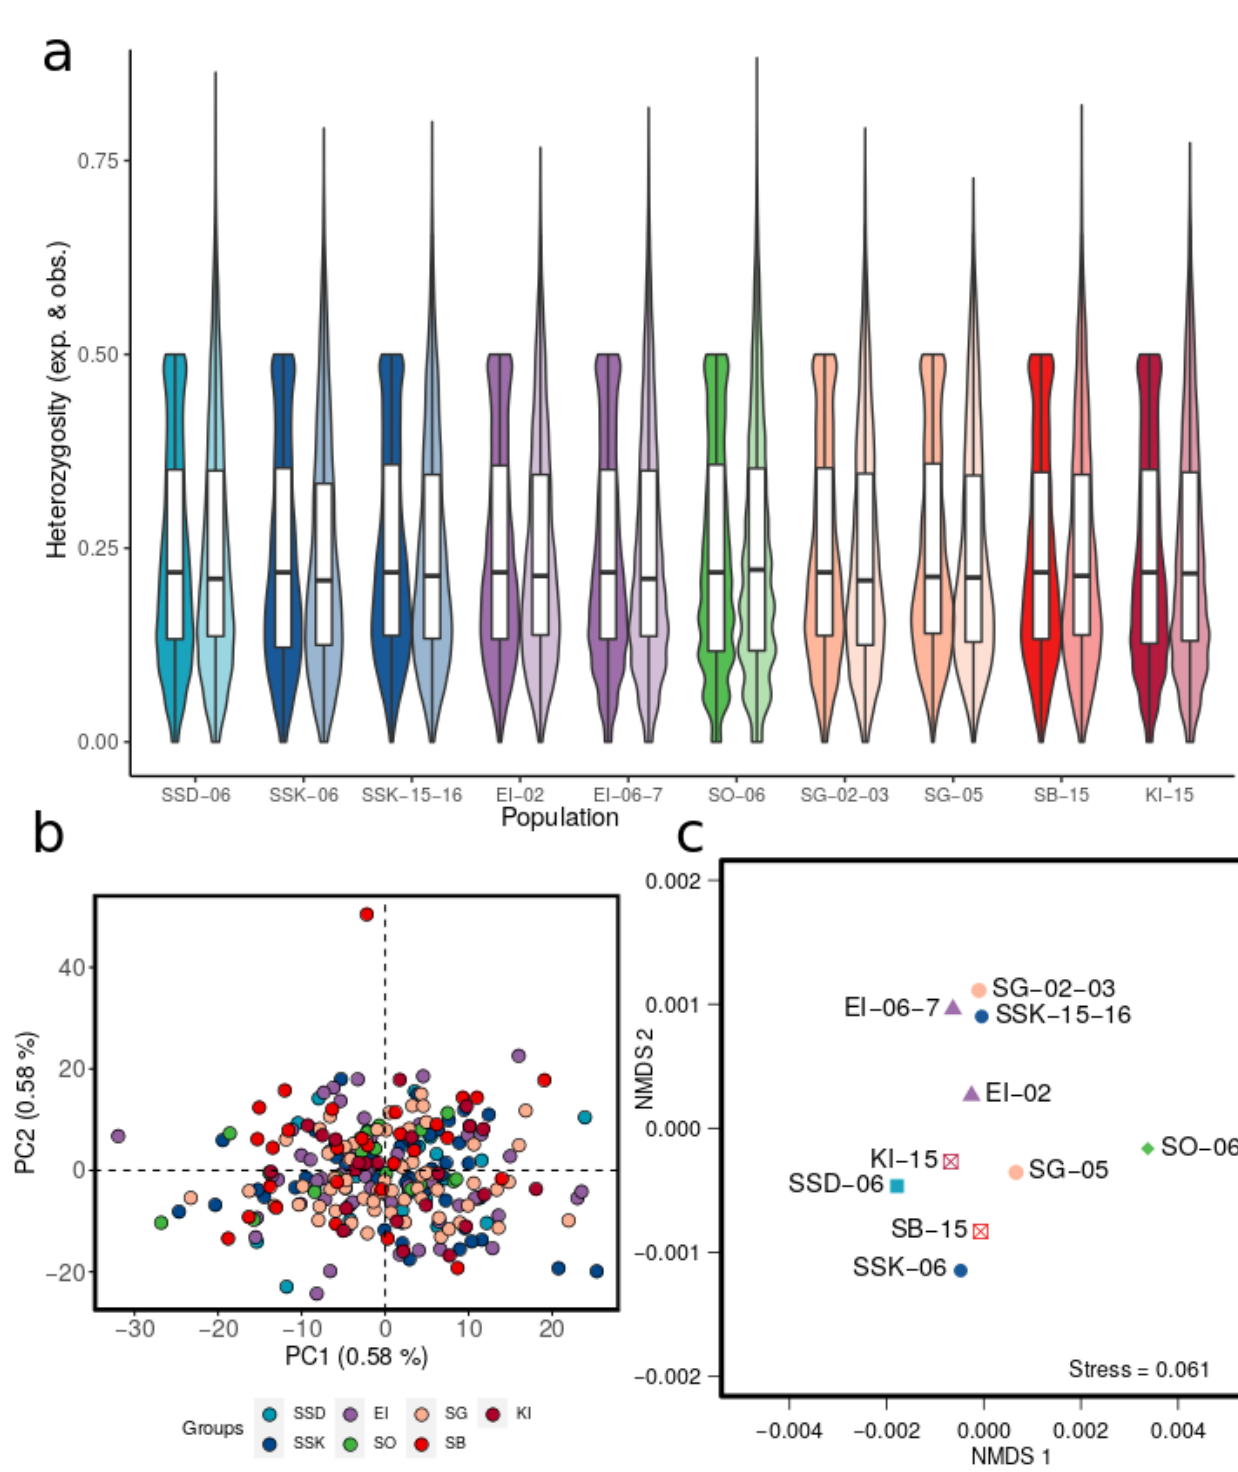 a
Heterozygosity (exp. & obs.)
0.75
0.50
0.25
0.00
SSD−06 SSK−06 SSK−15−16 EI−02 EI−06−7 SO−06 SG−02−03 SG−05 SB−15 KI−15
Population
b
PC2 (0.58 %)
40
20
0
−20
−30 −20 −10 0 10 20
PC1 (0.58 %)
Groups
SSD EI SG KI
SSK SO SB
c
NMDS 2
0.002
0.001
0.000
−0.001
−0.002
SG−02−03
EI−06−7
SSK−15−16
EI−02
SO−06
KI−15
SG−05
SSD−06
SB−15
SSK−06
Stress = 0.061
−0.004 −0.002 0.000 0.002 0.004
NMDS 1